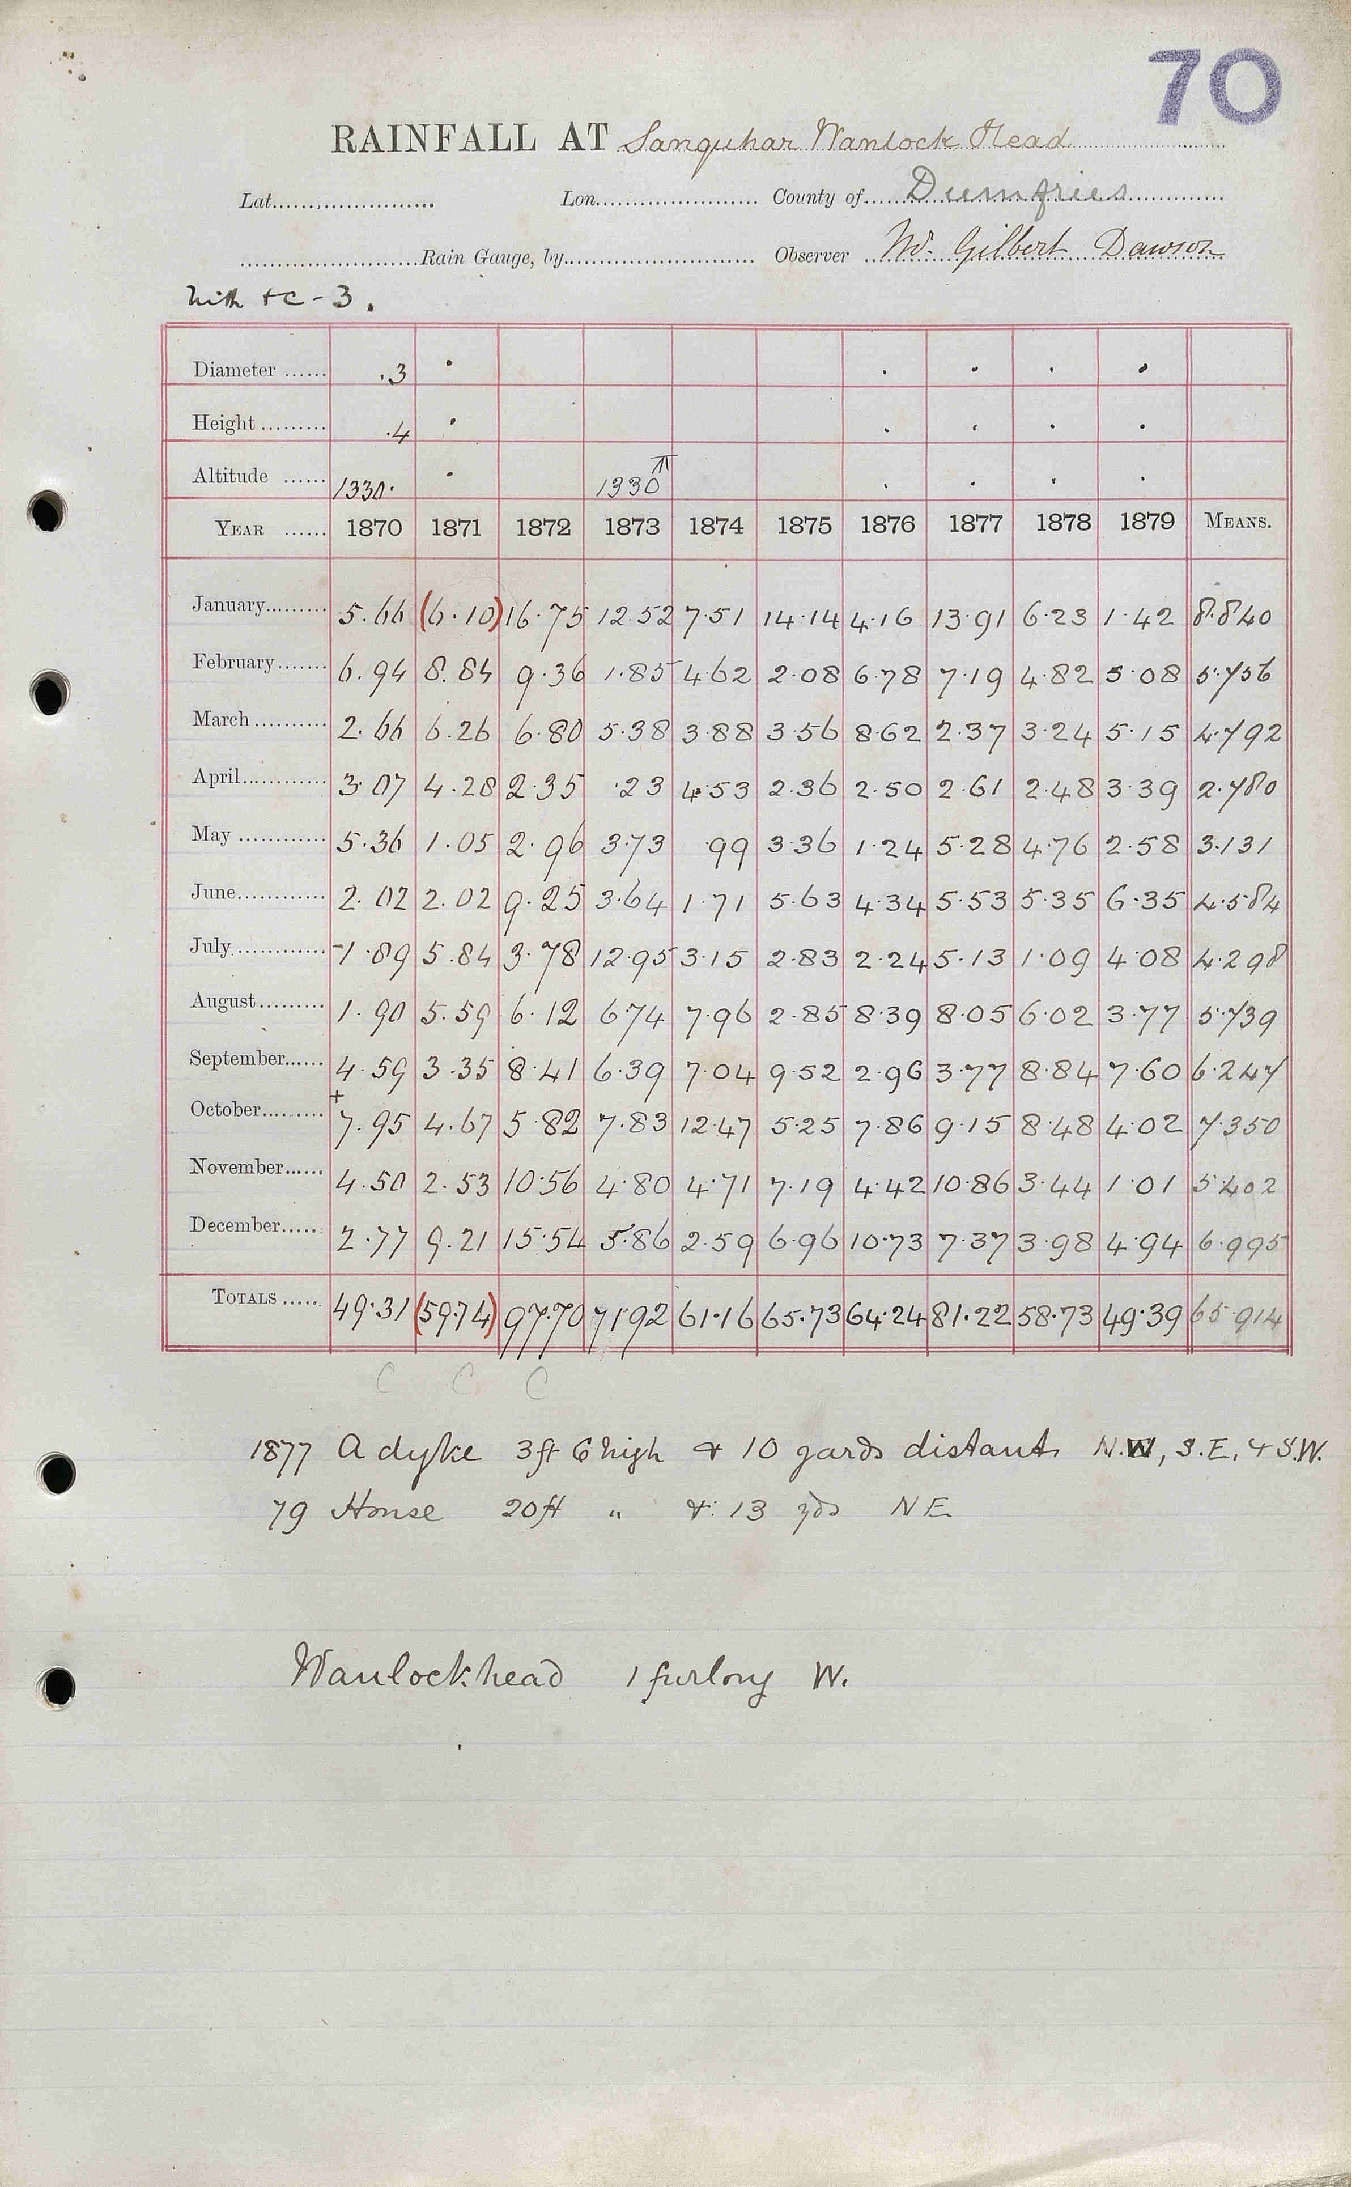 70
RAINFALL AT Sanquhar Wanlock Head
Lat. Lon. County of Dumfries
Rain Gauge, by Observer Mr. Gilbert Dawson
Nith &c - 3.
Diameter ...... .3 . . . . .
Height ......... .4 . . . . .
Altitude ...... 1330. . 1330 . . . .
YEAR ...... 1870 1871 1872 1873 1874 1875 1876 1877 1878 1879 MEANS.
January......... 5.66 (6.10) 16.75 12.52 7.51 14.14 4.16 13.91 6.23 1.42 8.840
February....... 6.94 8.84 9.36 1.85 4.62 2.08 6.78 7.19 4.82 5.08 5.756
March .......... 2.66 6.26 6.80 5.38 3.88 3.56 8.62 2.37 3.24 5.15 4.792
April............ 3.07 4.28 2.35 .23 4.53 2.36 2.50 2.61 2.48 3.39 2.780
May ............ 5.36 1.05 2.96 3.73 .99 3.36 1.24 5.28 4.76 2.58 3.131
June............ 2.02 2.02 9.25 3.64 1.71 5.63 4.34 5.53 5.35 6.35 4.584
July............. 1.89 5.84 3.78 12.95 3.15 2.83 2.24 5.13 1.09 4.08 4.298
August......... 1.90 5.59 6.12 6.74 7.96 2.85 8.39 8.05 6.02 3.77 5.739
September...... 4.59 3.35 8.41 6.39 7.04 9.52 2.96 3.77 8.84 7.60 6.247
October......... + 7.95 4.67 5.82 7.83 12.47 5.25 7.86 9.15 8.48 4.02 7.350
November...... 4.50 2.53 10.56 4.80 4.71 7.19 4.42 10.86 3.44 1.01 5.402
December..... 2.77 9.21 15.54 5.86 2.59 6.96 10.73 7.37 3.98 4.94 6.995
TOTALS ..... 49.31 (59.74) 97.70 71.92 61.16 65.73 64.24 81.22 58.73 49.39 65.914
C C C
1877 A dyke 3ft 6 high & 10 yards distant N.W, S.E, & S.W.
79 House 20ft " & 13 yds NE
Wanlockhead 1 furlong W.